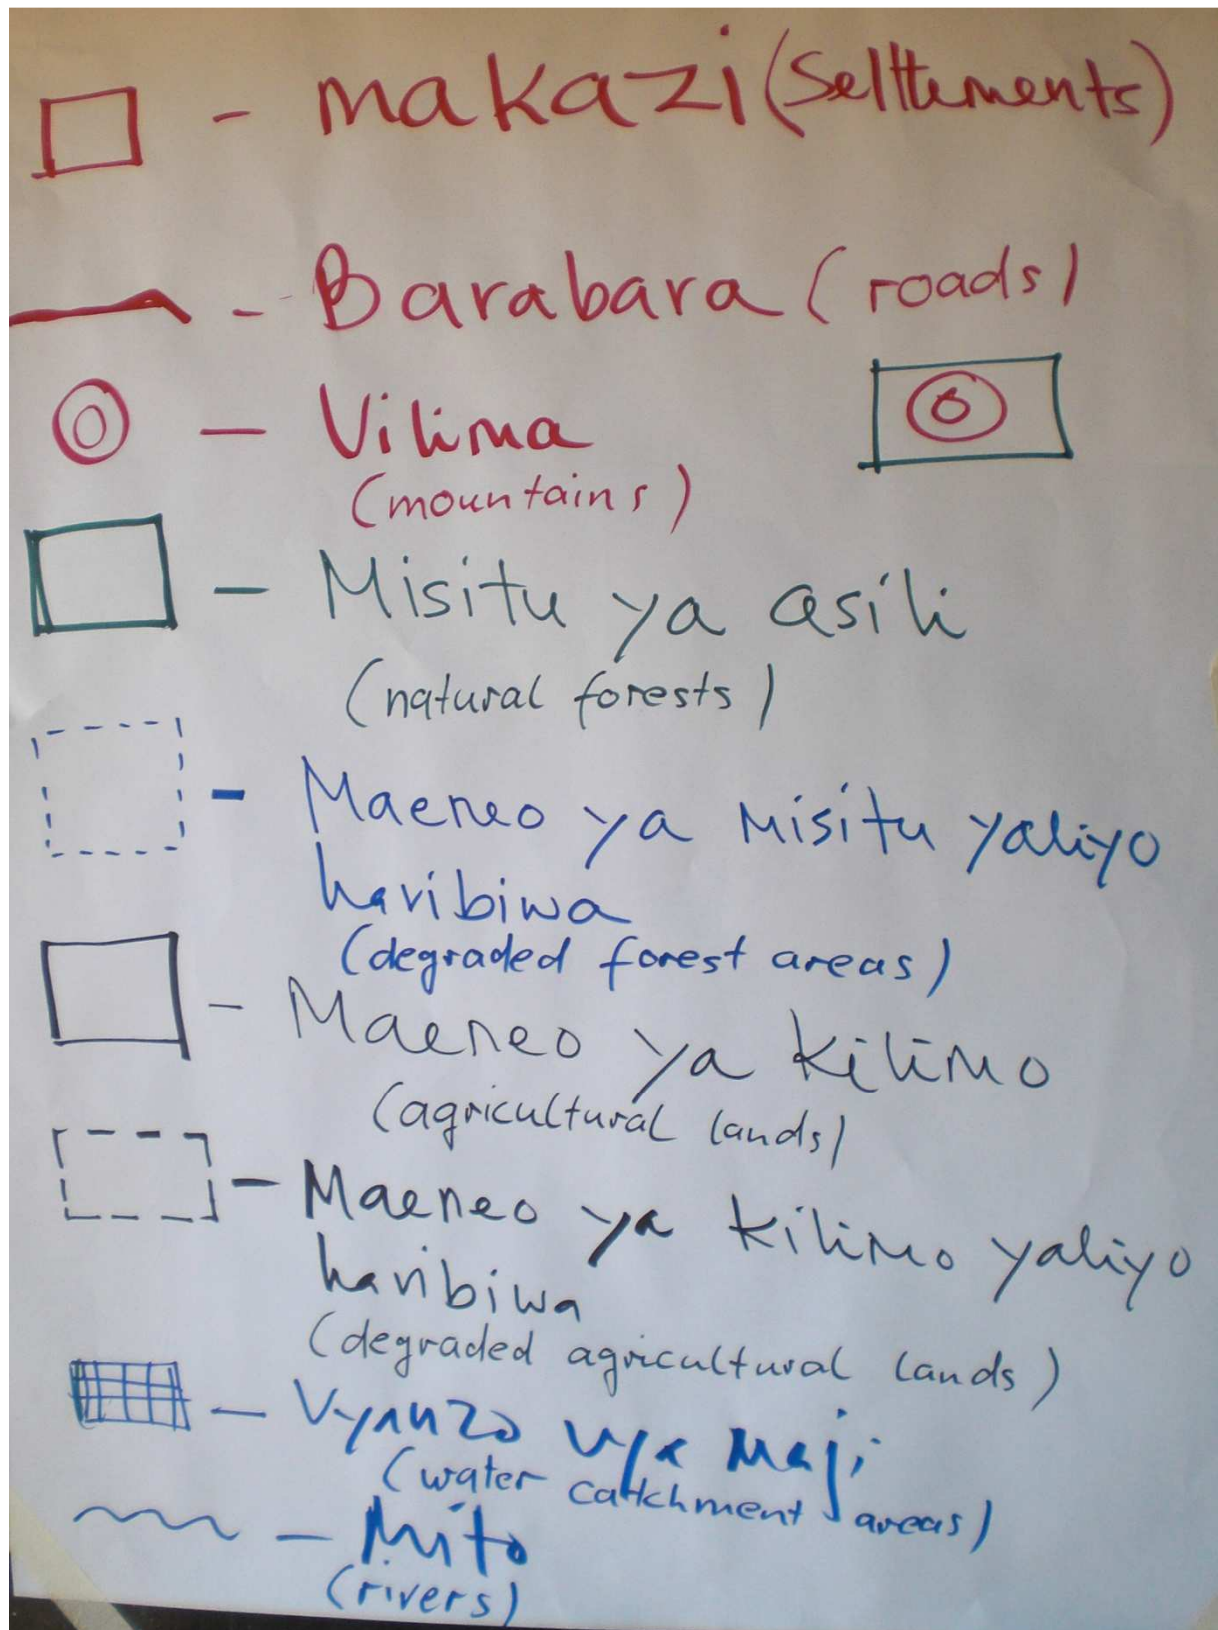 - makazi (Selttements)
- Barabara (roads)
- Vilima
(mountains)
- Misitu ya asili
(natural forests)
- Maeneo ya misitu yaliyo
haribiwa
(degraded forest areas)
- Maeneo ya kilimo
(agricultural lands)
- Maeneo ya kilimo yaliyo
haribiwa
(degraded agricultural lands)
- Vyanzo vya maji
(water catchment areas)
- Mito
(rivers)